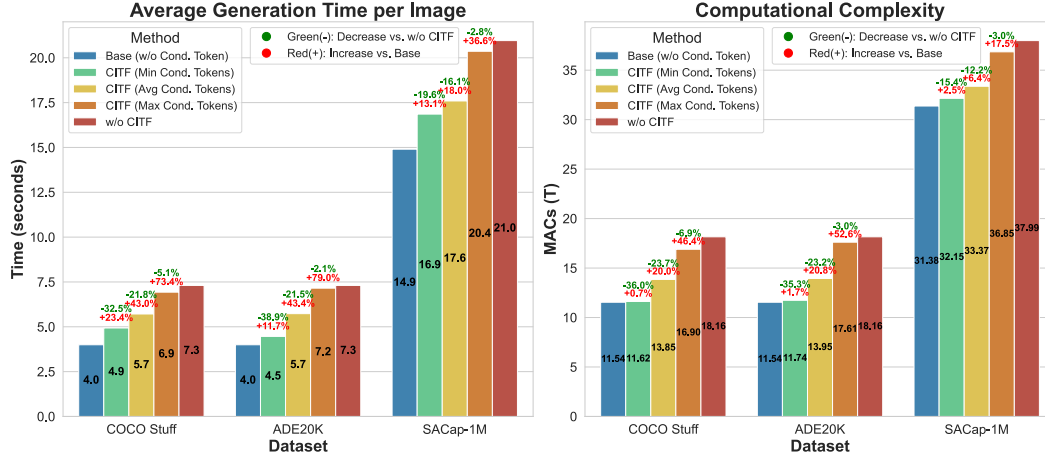 Average Generation Time per Image
Method
Base (w/o Cond. Token)
CITF (Min Cond. Tokens)
CITF (Avg Cond. Tokens)
CITF (Max Cond. Tokens)
w/o CITF
Green(-): Decrease vs. w/o CITF
Red(+): Increase vs. Base
Time (seconds)
20.0
17.5
15.0
12.5
10.0
7.5
5.0
2.5
0.0
-32.5%
+23.4%
-21.8%
+43.0%
-5.1%
+73.4%
4.0
4.9
5.7
6.9
7.3
-38.9%
+11.7%
-21.5%
+43.4%
-2.1%
+79.0%
4.0
4.5
5.7
7.2
7.3
-19.6%
+13.1%
-16.1%
+18.0%
-2.8%
+36.6%
14.9
16.9
17.6
20.4
21.0
COCO Stuff
ADE20K
SACap-1M
Dataset
Computational Complexity
Method
Base (w/o Cond. Token)
CITF (Min Cond. Tokens)
CITF (Avg Cond. Tokens)
CITF (Max Cond. Tokens)
w/o CITF
Green(-): Decrease vs. w/o CITF
Red(+): Increase vs. Base
MACs (T)
35
30
25
20
15
10
5
0
-36.0%
+0.7%
-23.7%
+20.0%
-6.9%
+46.4%
11.54
11.62
13.85
16.90
18.16
-35.3%
+1.7%
-23.2%
+20.8%
-3.0%
+52.6%
11.54
11.74
13.95
17.61
18.16
-15.4%
+2.5%
-12.2%
+6.4%
-3.0%
+17.5%
31.38
32.15
33.37
36.85
37.99
COCO Stuff
ADE20K
SACap-1M
Dataset